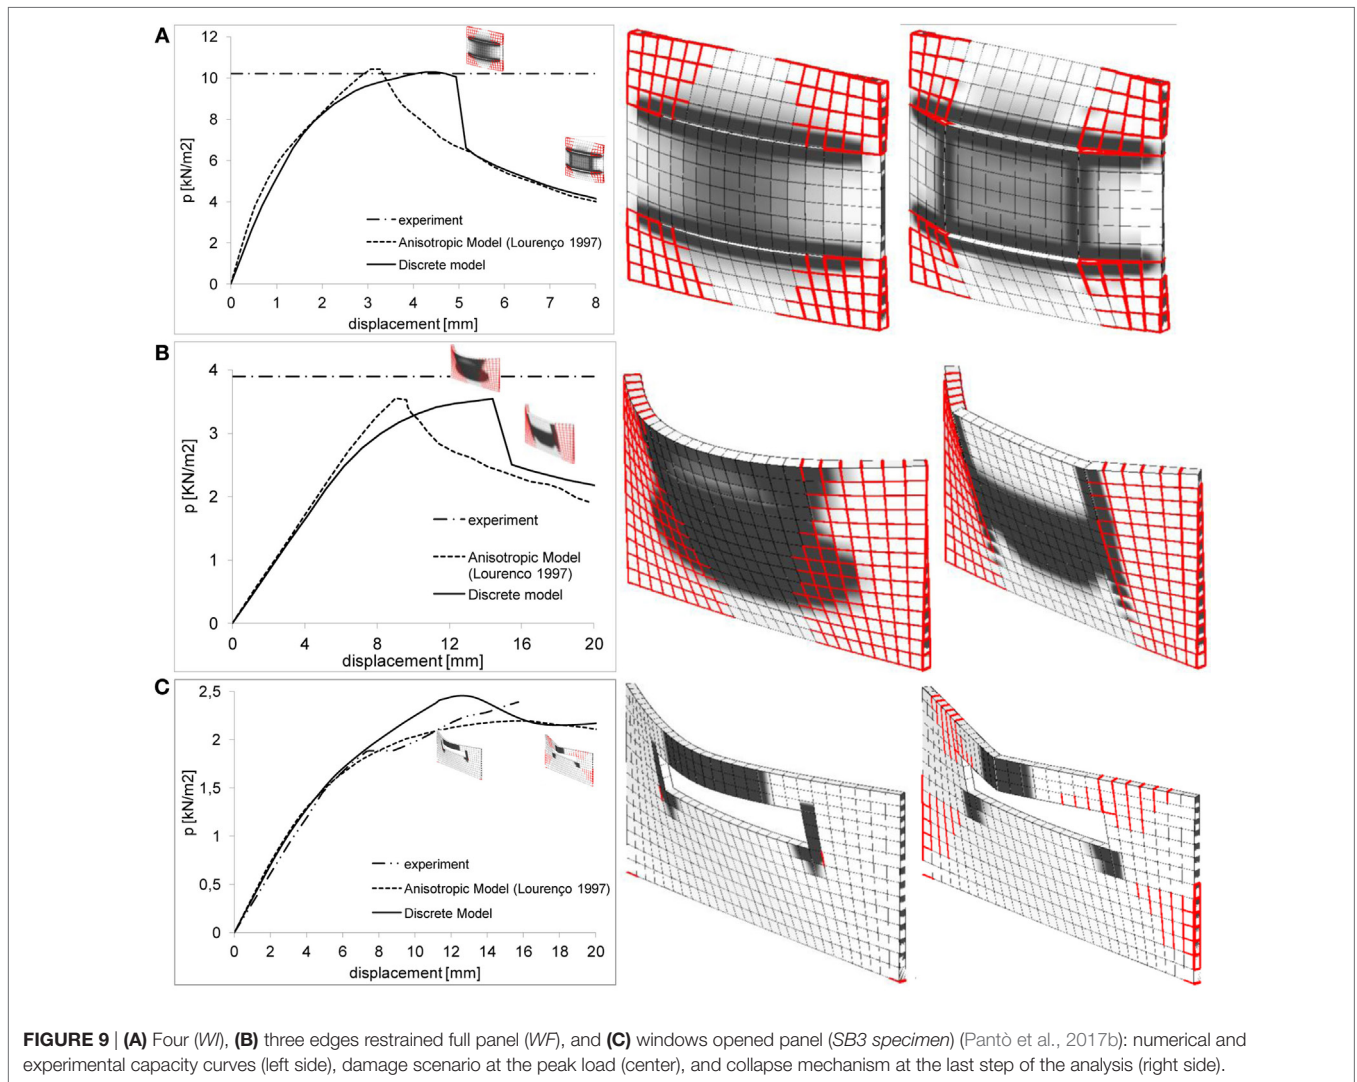 A
p [kN/m2]
12
10
8
6
4
2
0
experiment
Anisotropic Model (Lourenço 1997)
Discrete model
0 1 2 3 4 5 6 7 8
displacement [mm]
B
p [KN/m2]
4
3
2
1
0
experiment
Anisotropic Model
(Lourenco 1997)
Discrete model
0 4 8 12 16 20
displacement [mm]
C
p [kN/m2]
2,5
2
1,5
1
0,5
0
experiment
Anisotropic Model (Lourenço 1997)
Discrete Model
0 2 4 6 8 10 12 14 16 18 20
displacement [mm]
FIGURE 9 | (A) Four (WI), (B) three edges restrained full panel (WF), and (C) windows opened panel (SB3 specimen) (Pantò et al., 2017b): numerical and
experimental capacity curves (left side), damage scenario at the peak load (center), and collapse mechanism at the last step of the analysis (right side).